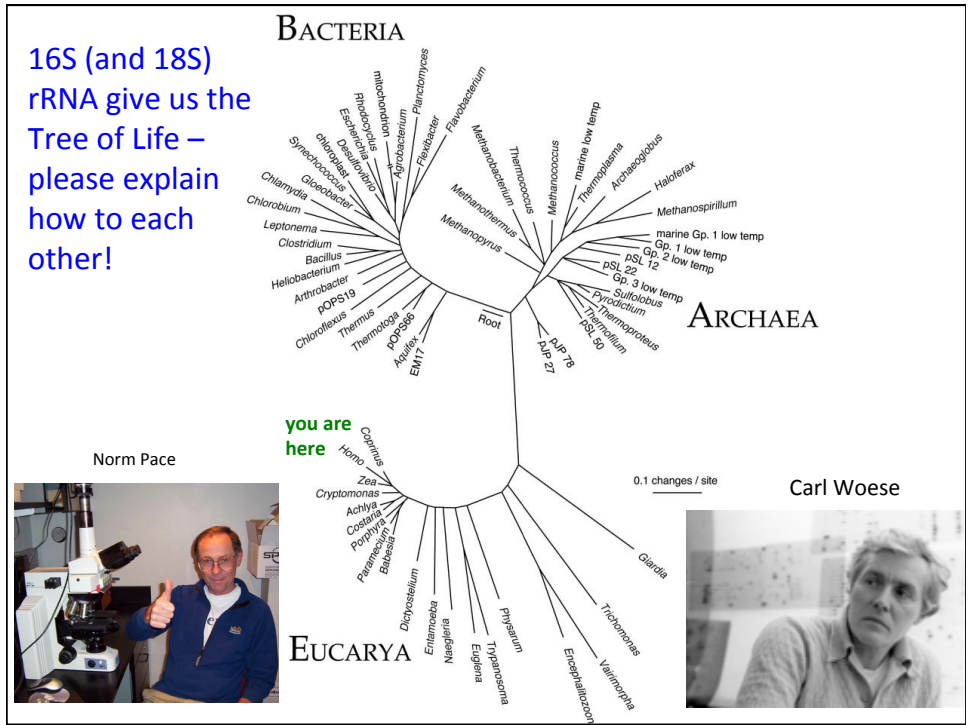 BACTERIA
16S (and 18S)
rRNA give us the
Tree of Life –
please explain
how to each
other!
Flavobacterium
Flexibacter
Planctomyces
Agrobacterium
mitochondrion
Rhodocyclus
Escherichia
Desulfovibrio
chloroplast
Synechococcus
Gloeobacter
Chlamydia
Chlorobium
Leptonema
Clostridium
Bacillus
Heliobacterium
Arthrobacter
pOPS19
Chloroflexus
Thermus
Thermotoga
pOPS66
Aquifex
EM17
Root
Methanopyrus
Methanothermus
Methanobacterium
Thermococcus
Methanococcus
marine low temp
Thermoplasma
Archaeoglobus
Haloferax
Methanospirillum
marine Gp. 1 low temp
Gp. 1 low temp
Gp. 2 low temp
pSL 12
pSL 22
Gp. 3 low temp
Sulfolobus
Pyrodictium
Thermoproteus
Thermofilum
pSL 50
pJP 78
pJP 27
ARCHAEA
you are
here
Coprinus
Homo
Zea
Cryptomonas
Achlya
Costaria
Porphyra
Paramecium
Babesia
Dictyostelium
Entamoeba
Naegleria
Euglena
Trypanosoma
Physarum
Encephalitozoon
Vairimorpha
Trichomonas
Giardia
EUCARYA
0.1 changes / site
Norm Pace
Carl Woese